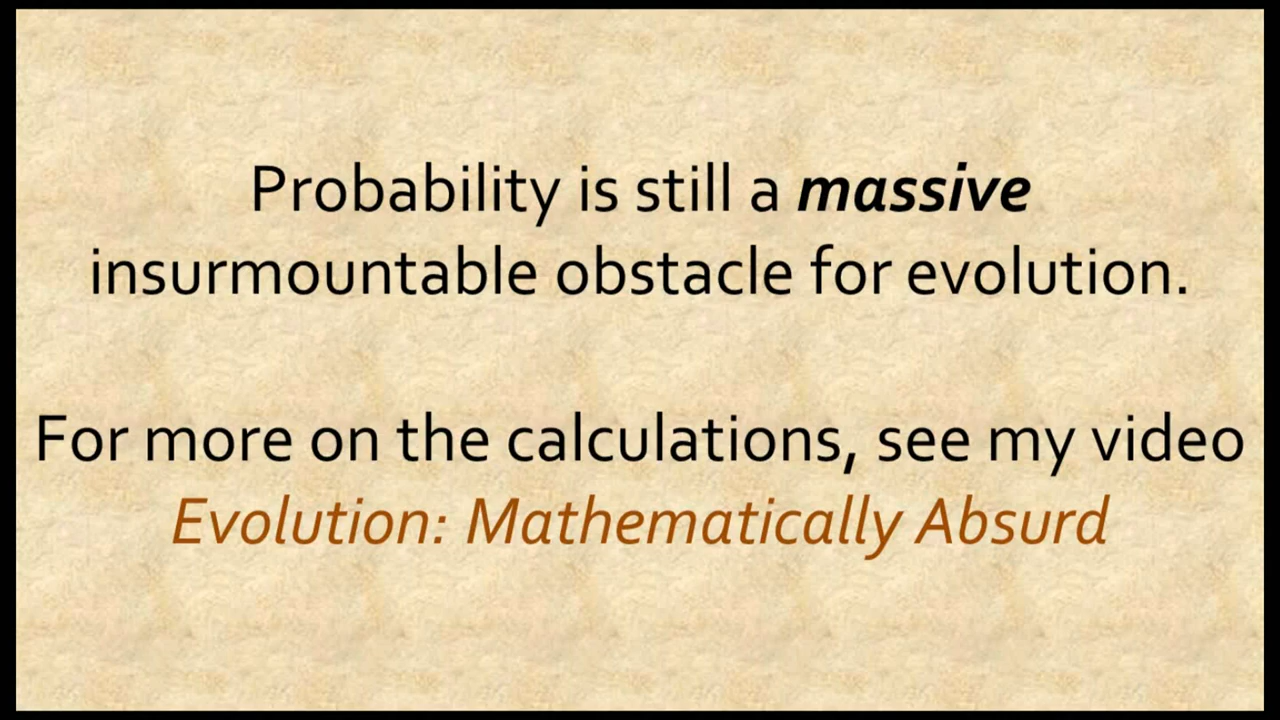 Probability is still a massive
insurmountable obstacle for evolution.
For more on the calculations, see my video
Evolution: Mathematically Absurd